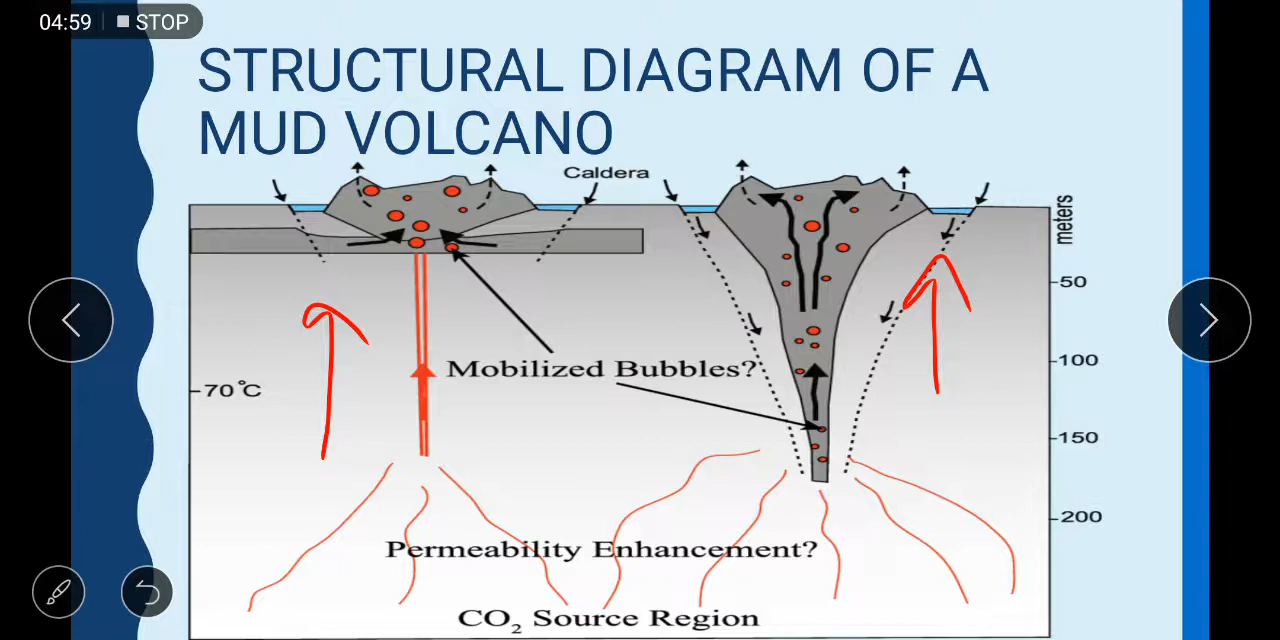 04:59 STOP
STRUCTURAL DIAGRAM OF A
MUD VOLCANO
Caldera
meters
-50
Mobilized Bubbles?
-100
-70°C
-150
-200
Permeability Enhancement?
CO₂ Source Region